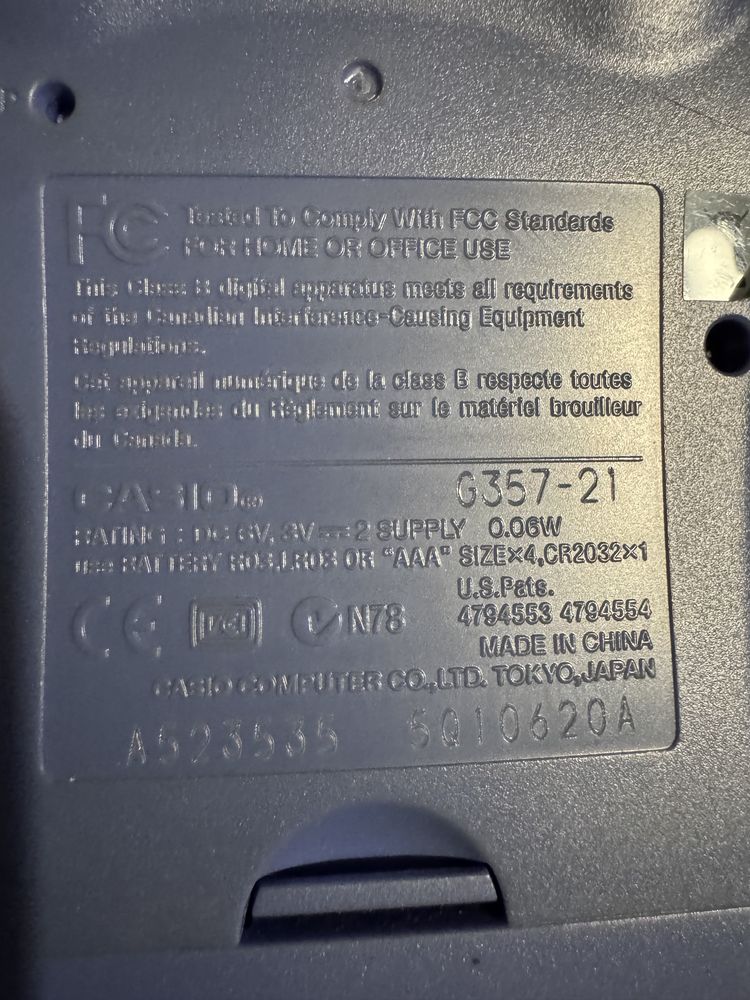 FC Tested To Comply With FCC Standards
FOR HOME OR OFFICE USE
This Class B digital apparatus meets all requirements
of the Canadian Interference-Causing Equipment
Regulations.
Cet appareil numérique de la class B respecte toutes
les exigendes du Règlement sur le matériel brouilleur
du Canada.
CASIO® G357-21
RATING : DC 6V, 3V⎓2 SUPPLY 0.06W
use BATTERY R03,LR03 OR "AAA" SIZE×4,CR2032×1
U.S.Pats.
CE N78 4794553 4794554
MADE IN CHINA
CASIO COMPUTER CO.,LTD. TOKYO,JAPAN
A523535 5Q10620A